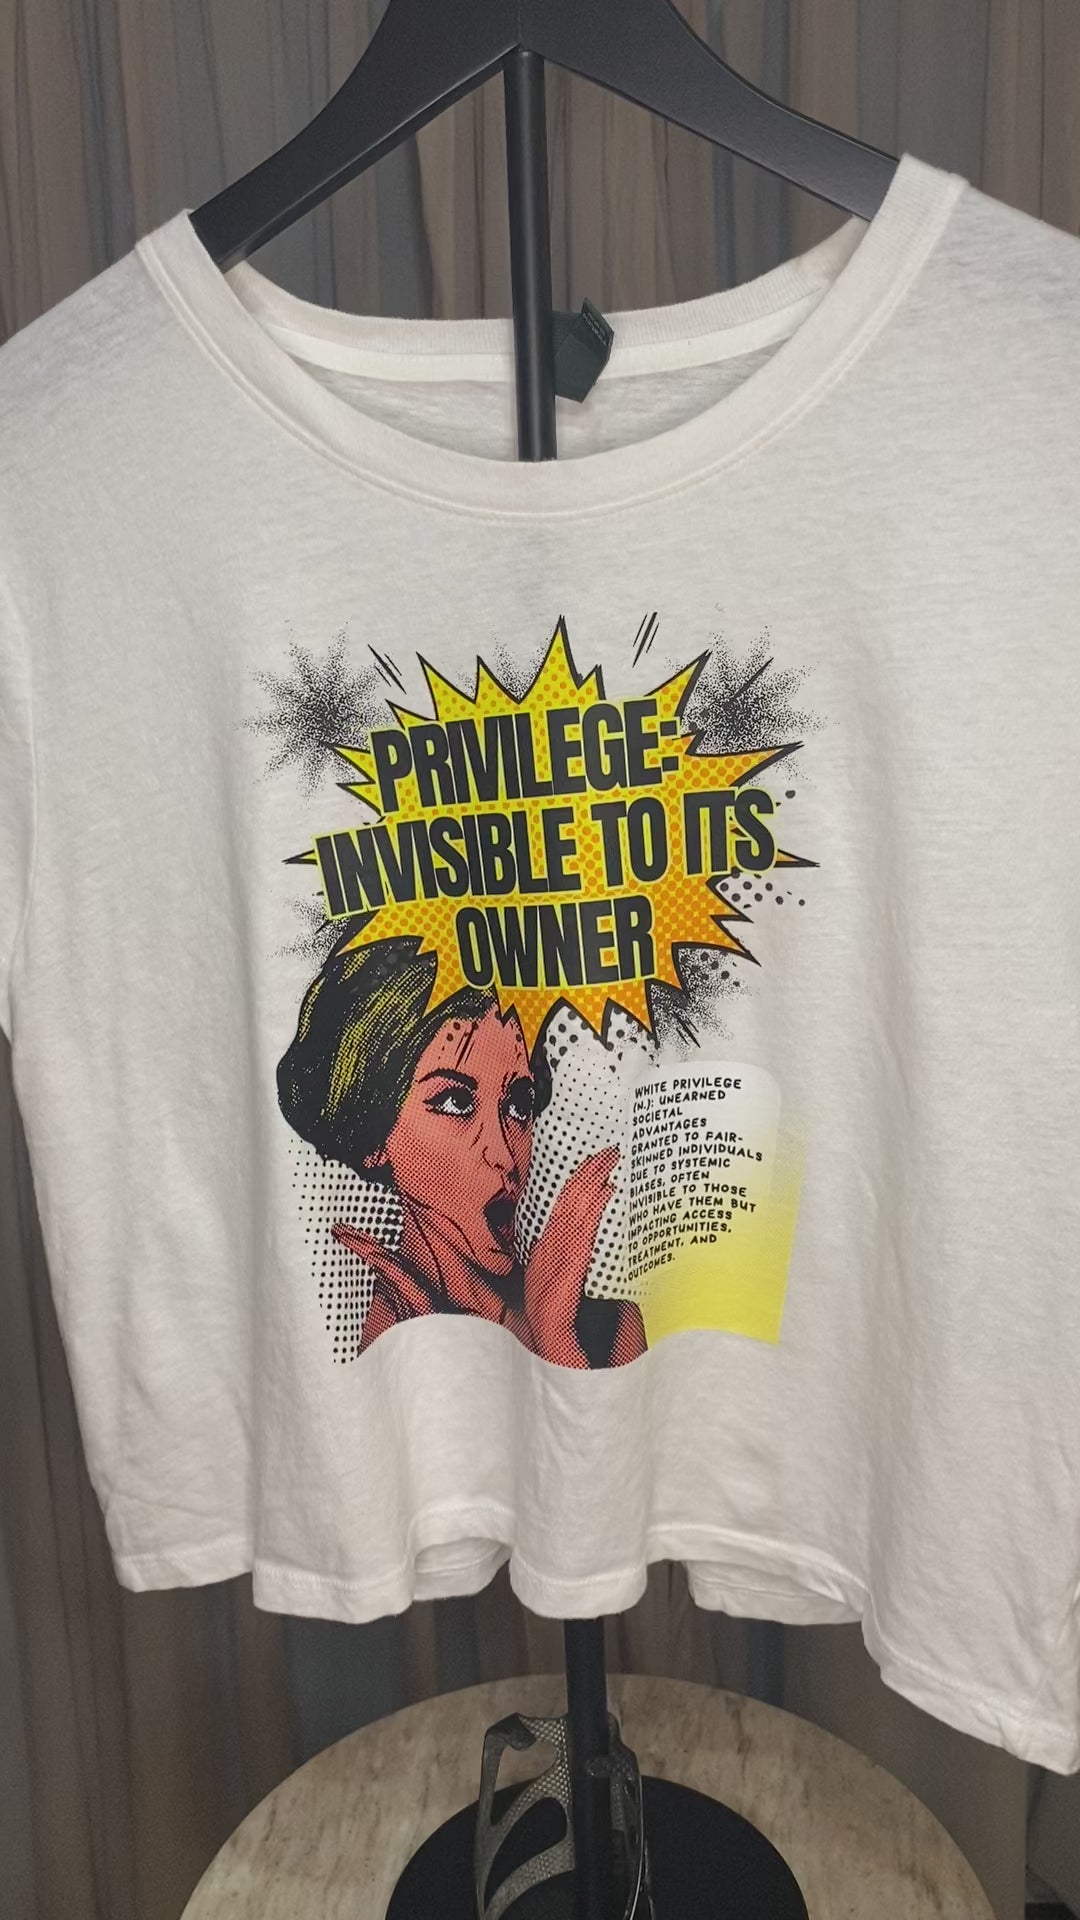 PRIVILEGE:
INVISIBLE TO ITS
OWNER
WHITE PRIVILEGE
(N.): UNEARNED
SOCIETAL
ADVANTAGES
GRANTED TO FAIR-
SKINNED INDIVIDUALS
DUE TO SYSTEMIC
BIASES, OFTEN
INVISIBLE TO THOSE
WHO HAVE THEM BUT
IMPACTING ACCESS
TO OPPORTUNITIES,
TREATMENT, AND
OUTCOMES.